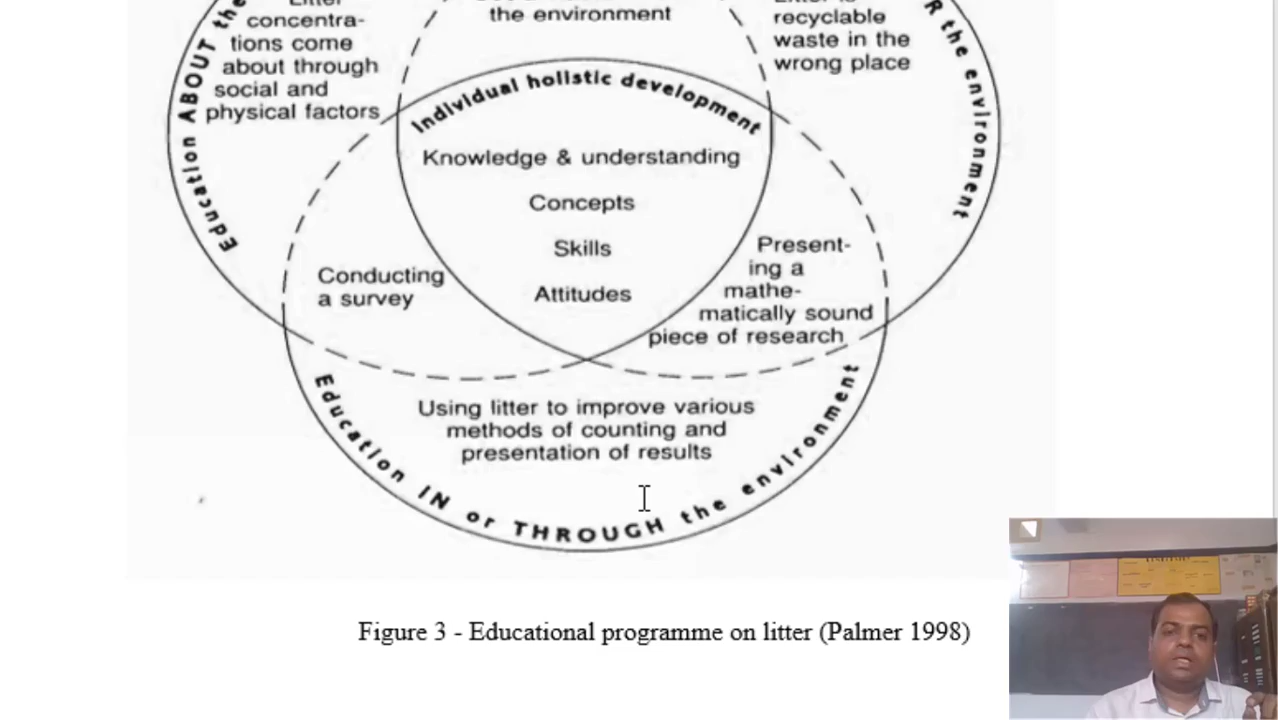 the environment
concentra-
tions come
about through
social and
physical factors
recyclable
waste in the
wrong place
Education ABOUT the
the environment
Individual holistic development
Knowledge & understanding
Concepts
Skills
Attitudes
Conducting
a survey
Present-
ing a
mathe-
matically sound
piece of research
Using litter to improve various
methods of counting and
presentation of results
Education IN or THROUGH the environment
Figure 3 - Educational programme on litter (Palmer 1998)